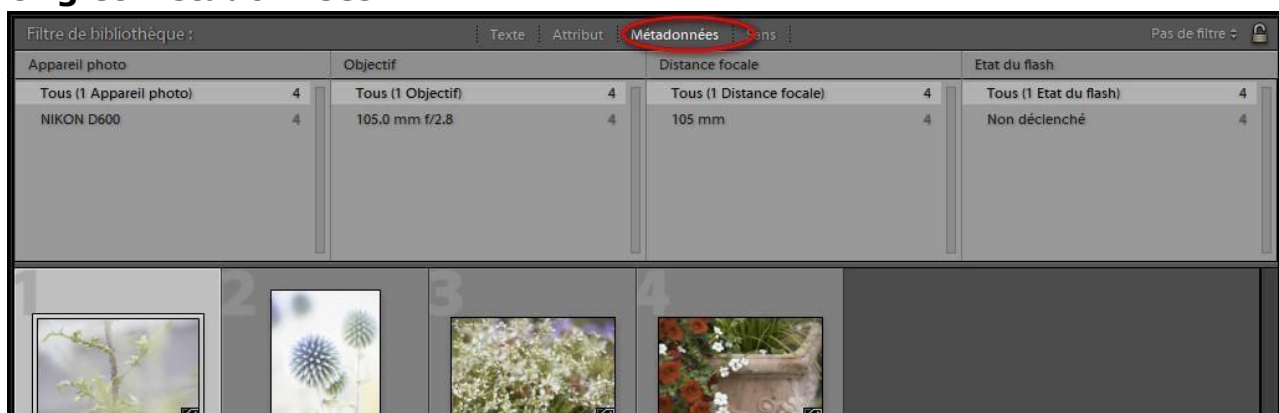 Filtre de bibliothèque : Texte Attribut Métadonnées Sans Pas de filtre
Appareil photo Objectif Distance focale Etat du flash
Tous (1 Appareil photo) 4 Tous (1 Objectif) 4 Tous (1 Distance focale) 4 Tous (1 Etat du flash) 4
NIKON D600 4 105.0 mm f/2.8 4 105 mm 4 Non déclenché 4
1 2 3 4